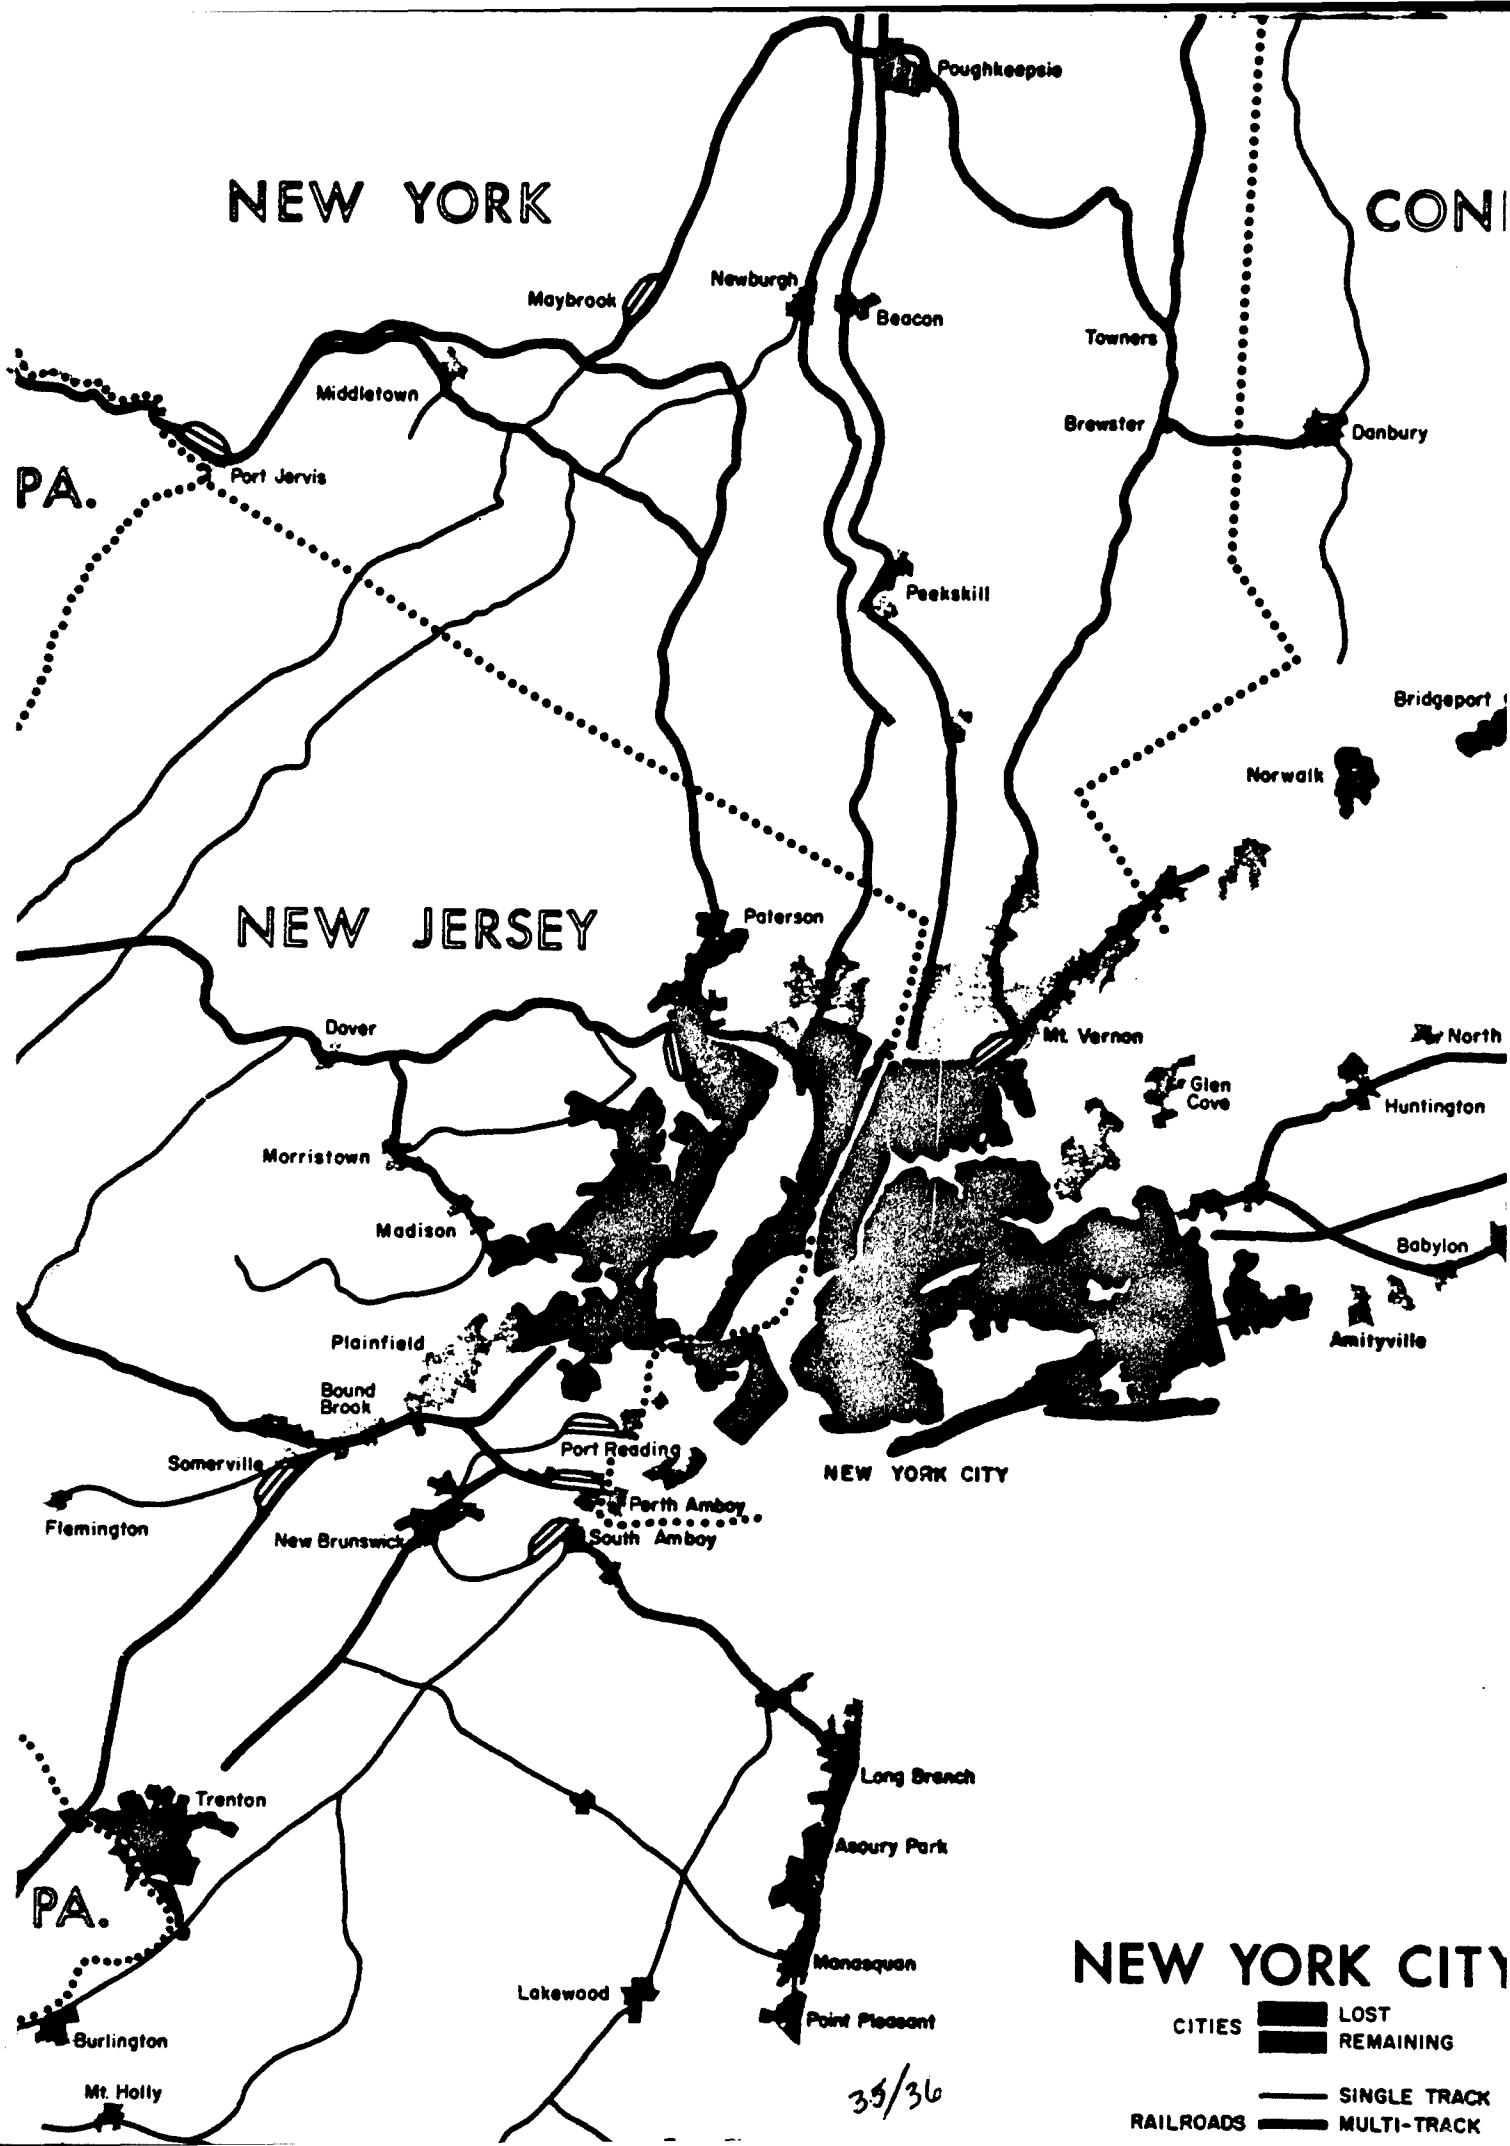 Poughkeepsie
NEW YORK
CON
Newburgh
Maybrook
Beacon
Towners
Middletown
Brewster
Danbury
PA.
Port Jervis
Peekskill
Bridgeport
Norwalk
NEW JERSEY
Paterson
Dover
Mt. Vernon
North
Glen
Cove
Huntington
Morristown
Madison
Babylon
Plainfield
Amityville
Bound
Brook
Port Reading
Somerville
NEW YORK CITY
Perth Amboy
Flemington
New Brunswick
South Amboy
Long Branch
Trenton
Asbury Park
PA.
Manasquan
NEW YORK CITY
Lakewood
LOST
CITIES
Point Pleasant
REMAINING
Burlington
Mt. Holly
35/36
SINGLE TRACK
RAILROADS
MULTI-TRACK